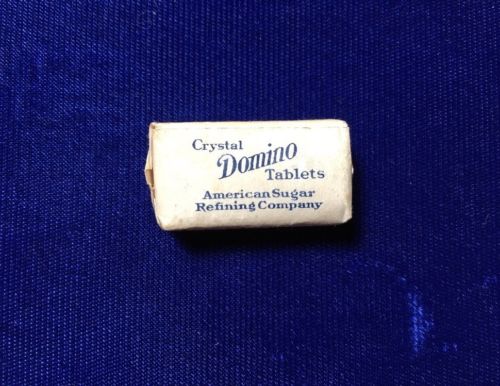 Crystal
Domino
Tablets
American Sugar
Refining Company